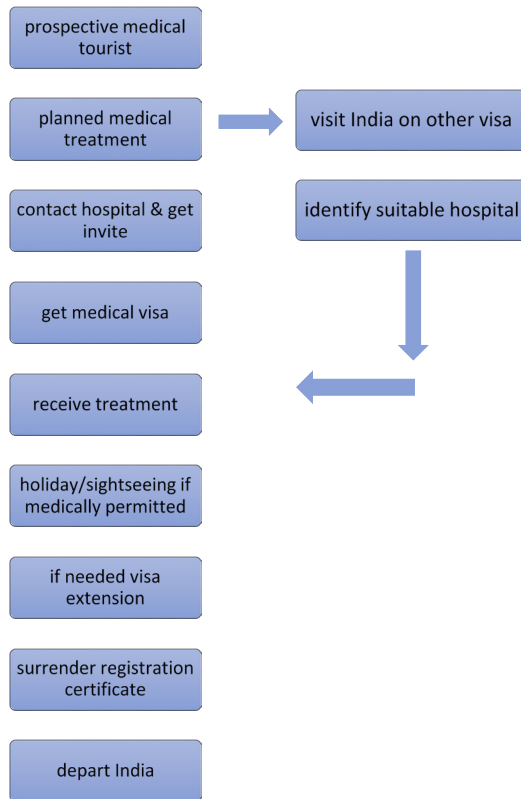 prospective medical
tourist
planned medical
treatment
visit India on other visa
contact hospital & get
invite
identify suitable hospital
get medical visa
receive treatment
holiday/sightseeing if
medically permitted
if needed visa
extension
surrender registration
certificate
depart India